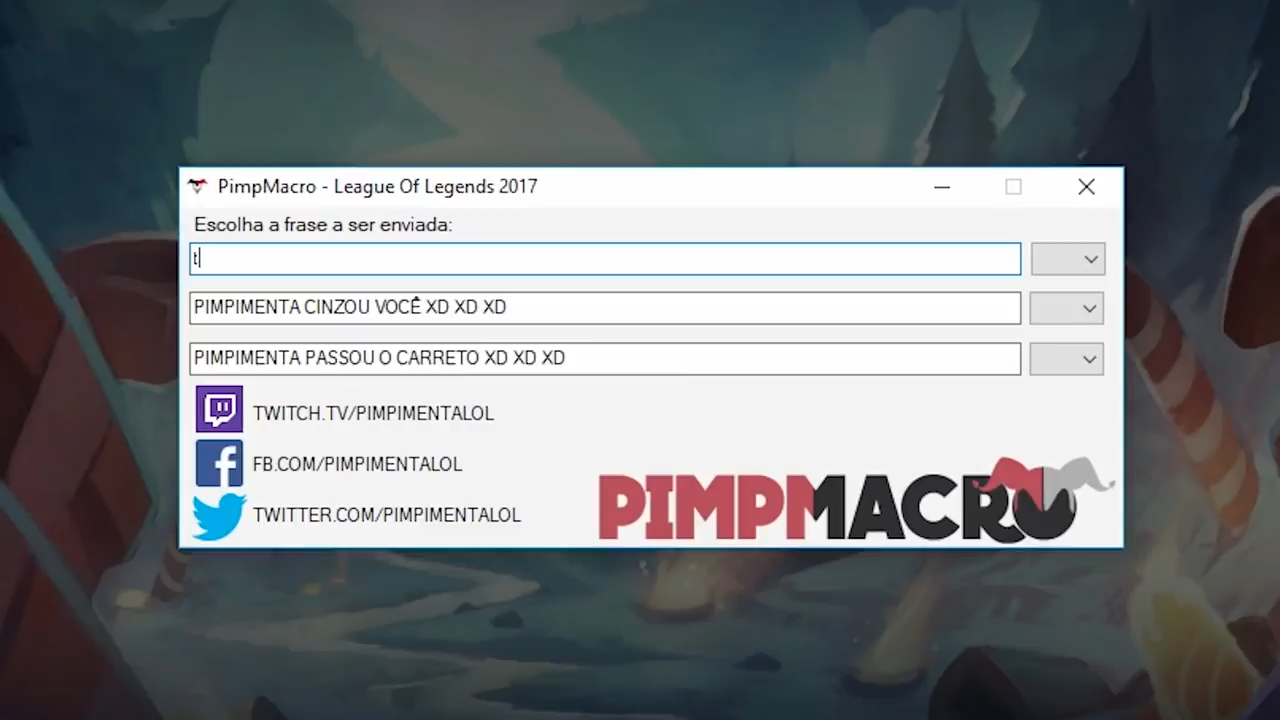 PimpMacro - League Of Legends 2017
Escolha a frase a ser enviada:
t
PIMPIMENTA CINZOU VOCÊ XD XD XD
PIMPIMENTA PASSOU O CARRETO XD XD XD
TWITCH.TV/PIMPIMENTALOL
FB.COM/PIMPIMENTALOL
TWITTER.COM/PIMPIMENTALOL
PIMPMACRO